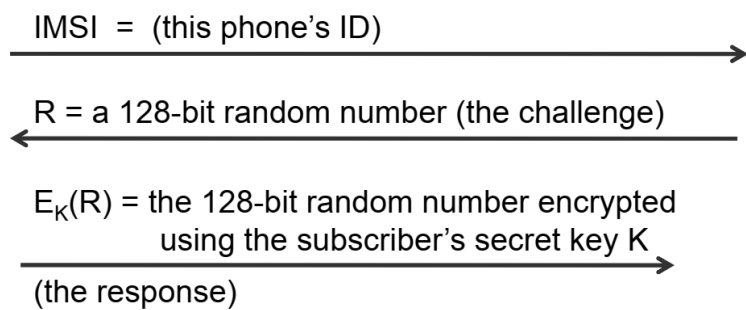 IMSI = (this phone's ID)
R = a 128-bit random number (the challenge)
E_K(R) = the 128-bit random number encrypted
using the subscriber's secret key K
(the response)